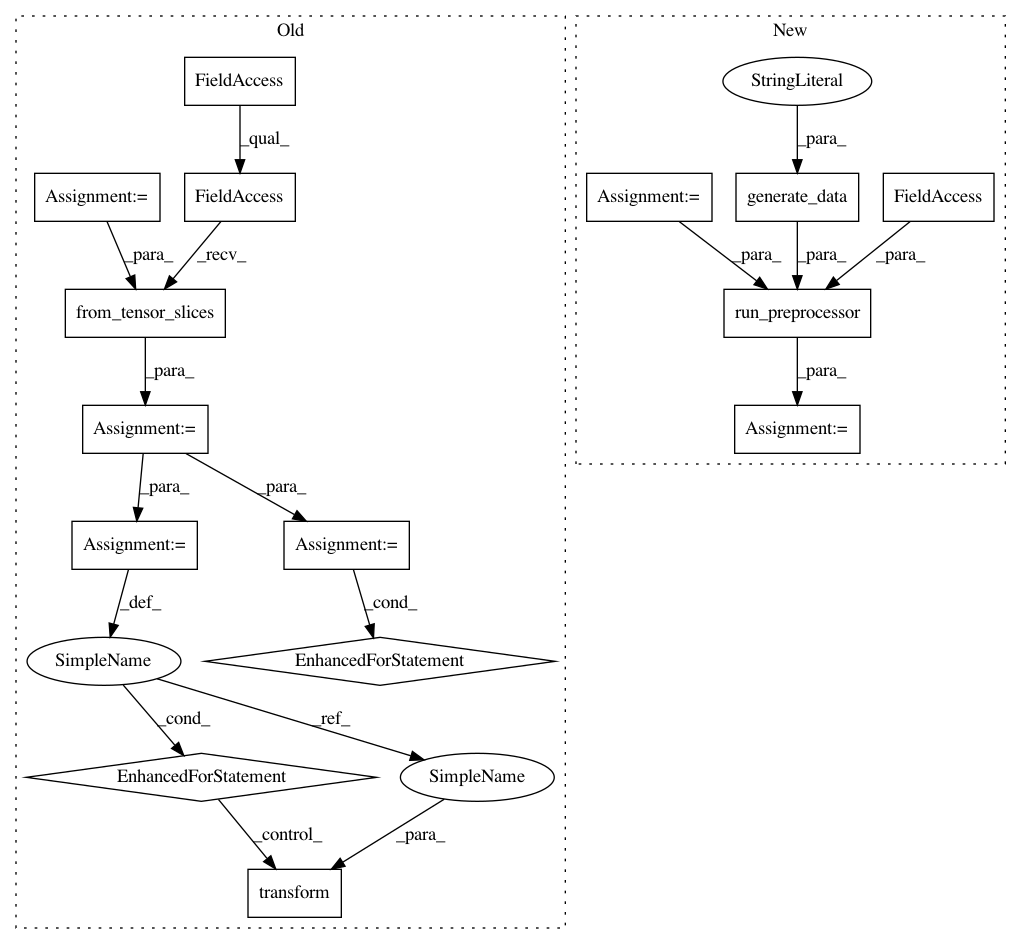 Old
New
FieldAccess
StringLiteral
_qual_
_para_
Assignment:=
FieldAccess
Assignment:=
generate_data
FieldAccess
_para_
_recv_
_para_
_para_
_para_
from_tensor_slices
run_preprocessor
_para_
_para_
Assignment:=
Assignment:=
_para_
_para_
Assignment:=
Assignment:=
_def_
_cond_
SimpleName
EnhancedForStatement
_cond_
_ref_
EnhancedForStatement
SimpleName
_control_
_para_
transform